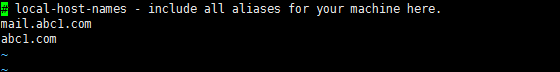 # local-host-names - include all aliases for your machine here.
mail.abc1.com
abc1.com
~
~